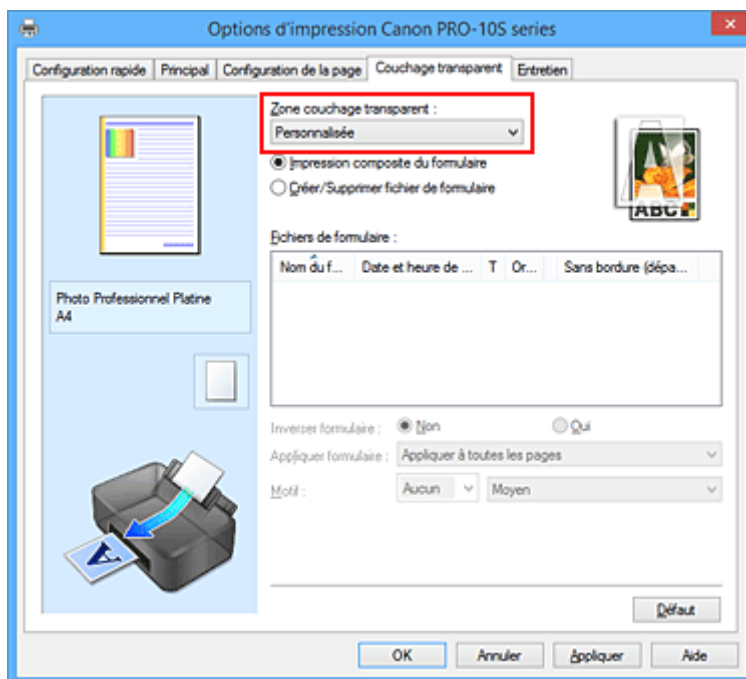 Options d'impression Canon PRO-10S series
Configuration rapide Principal Configuration de la page Couchage transparent Entretien
Zone couchage transparent :
Personnalisée
Impression composite du formulaire
Créer/Supprimer fichier de formulaire
ABC
Fichiers de formulaire :
Nom du f... Date et heure de ... T Or... Sans bordure (dépa...
Photo Professionnel Platine
A4
Inverser formulaire : Non Oui
Appliquer formulaire : Appliquer à toutes les pages
Motif : Aucun Moyen
A
Défaut
OK Annuler Appliquer Aide